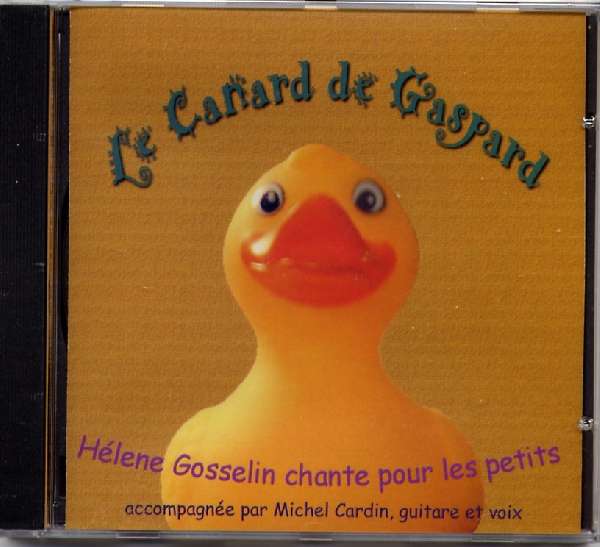 Le Canard de Gaspard
Hélene Gosselin chante pour les petits
accompagnée par Michel Cardin, guitare et voix